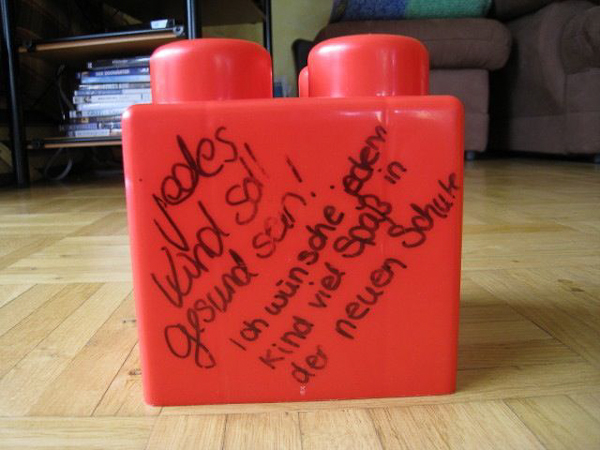 jedes
Kind soll
gesund sein!
Ich wünsche jedem
Kind viel Spaß in
der neuen Schule